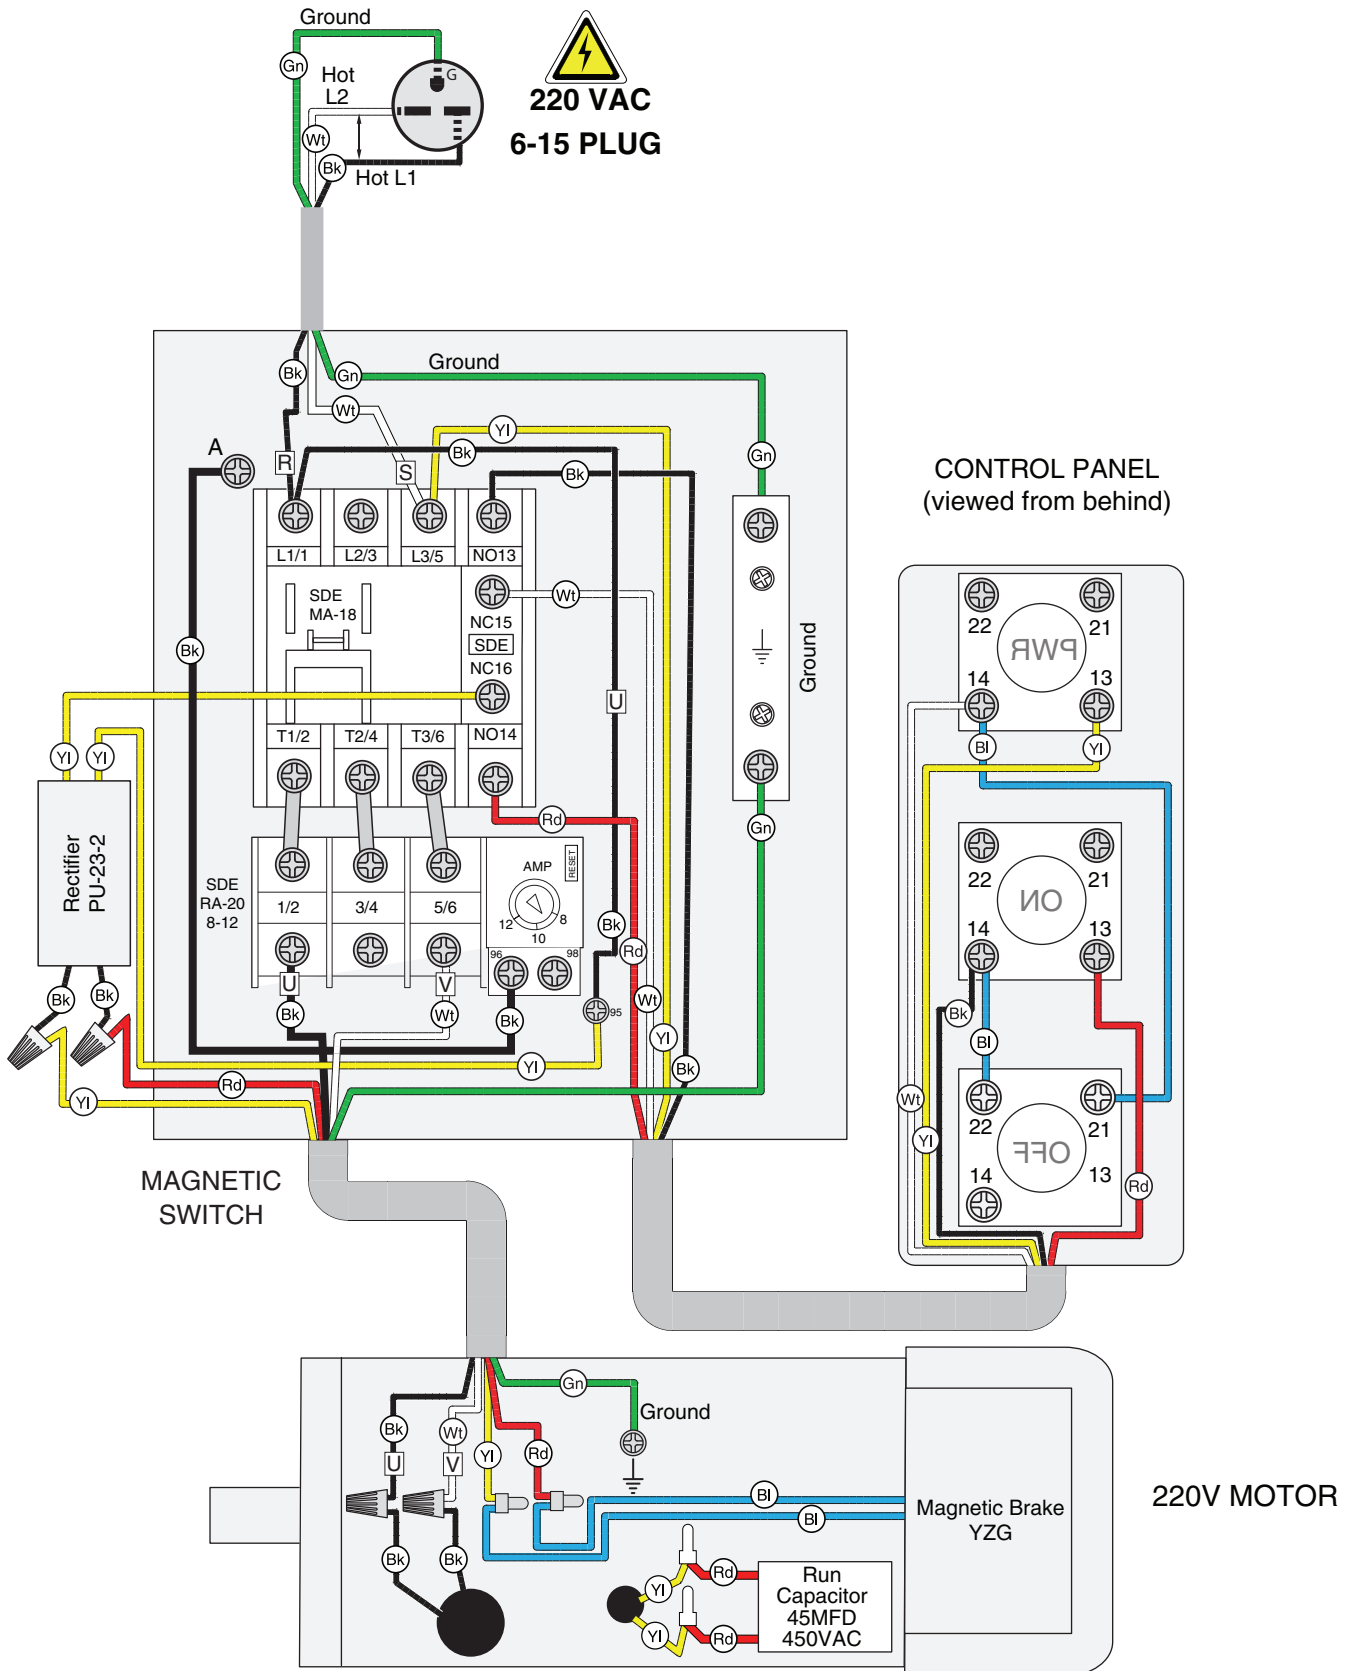 Ground
Gn
Hot
L2
G
220 VAC
6-15 PLUG
Wt
Bk
Hot L1
Ground
Bk
Gn
Wt
Yl
Bk
A
R
S
Bk
Gn
CONTROL PANEL
(viewed from behind)
L1/1
L2/3
L3/5
NO13
SDE
MA-18
Wt
NC15
SDE
NC16
Bk
U
Ground
22
21
PWR
14
13
Bl
Yl
T1/2
T2/4
T3/6
NO14
Yl
Yl
Rectifier
PU-23-2
Rd
Gn
SDE
RA-20
8-12
1/2
3/4
5/6
AMP
RESET
12
10
8
96
98
95
Bk
Rd
22
21
ON
14
13
Bk
Bl
U
V
Bk
Wt
Bk
Bk
Bk
Wt
Yl
Bk
Yl
Rd
Yl
Wt
Yl
22
21
OFF
14
13
Rd
MAGNETIC
SWITCH
Gn
Ground
Bk
Wt
Yl
Rd
U
V
Bl
Bl
Magnetic Brake
YZG
220V MOTOR
Bk
Bk
Yl
Rd
Yl
Rd
Run
Capacitor
45MFD
450VAC